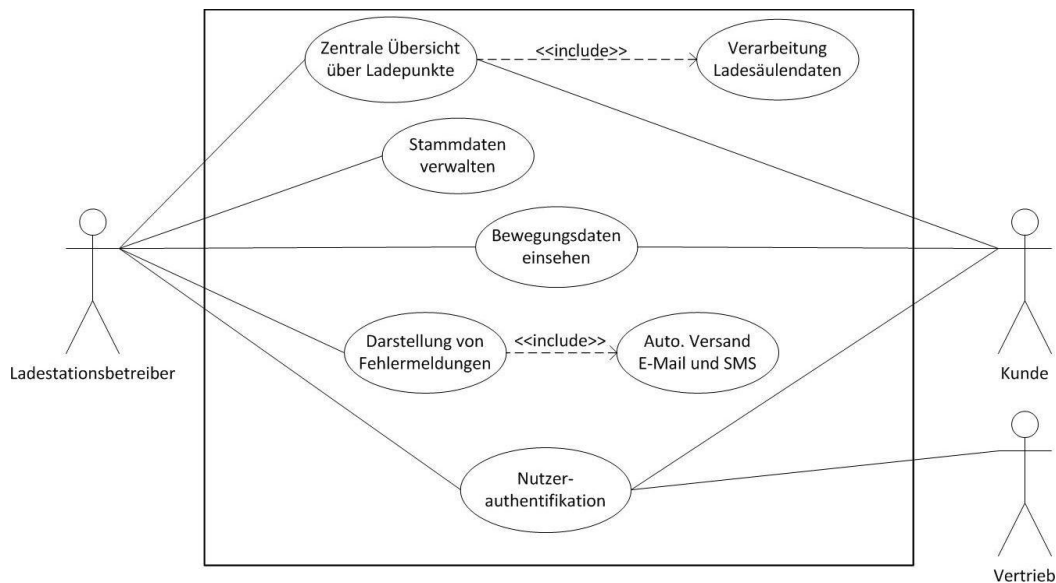 Zentrale Übersicht
über Ladepunkte
<<include>>
Verarbeitung
Ladesäulendaten
Stammdaten
verwalten
Bewegungsdaten
einsehen
Darstellung von
Fehlermeldungen
<<include>>
Auto. Versand
E-Mail und SMS
Ladestationsbetreiber
Kunde
Nutzer-
authentifikation
Vertrieb